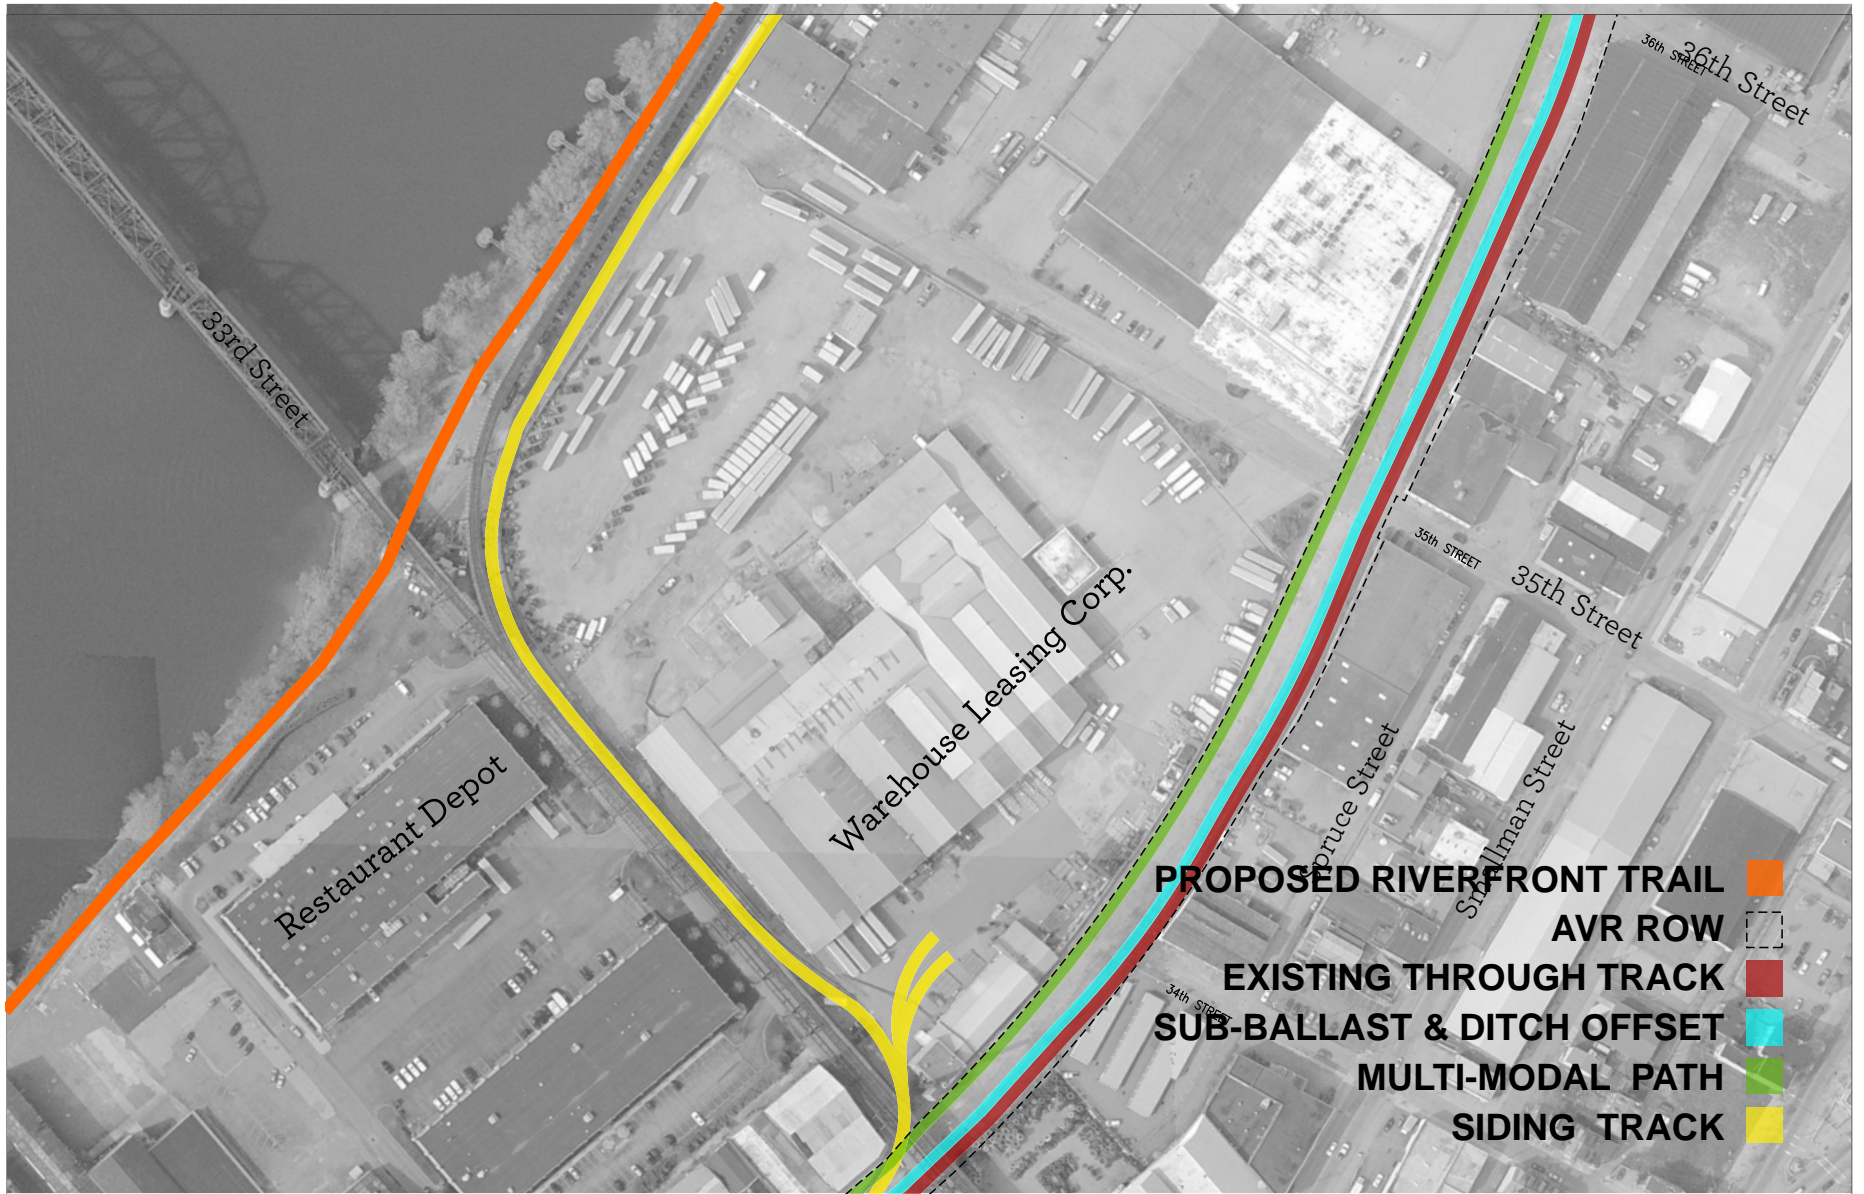 36th STREET
36th Street
33rd Street
35th STREET
35th Street
Warehouse Leasing Corp.
Restaurant Depot
Spruce Street
Smallman Street
34th STREET
PROPOSED RIVERFRONT TRAIL
AVR ROW
EXISTING THROUGH TRACK
SUB-BALLAST & DITCH OFFSET
MULTI-MODAL PATH
SIDING TRACK